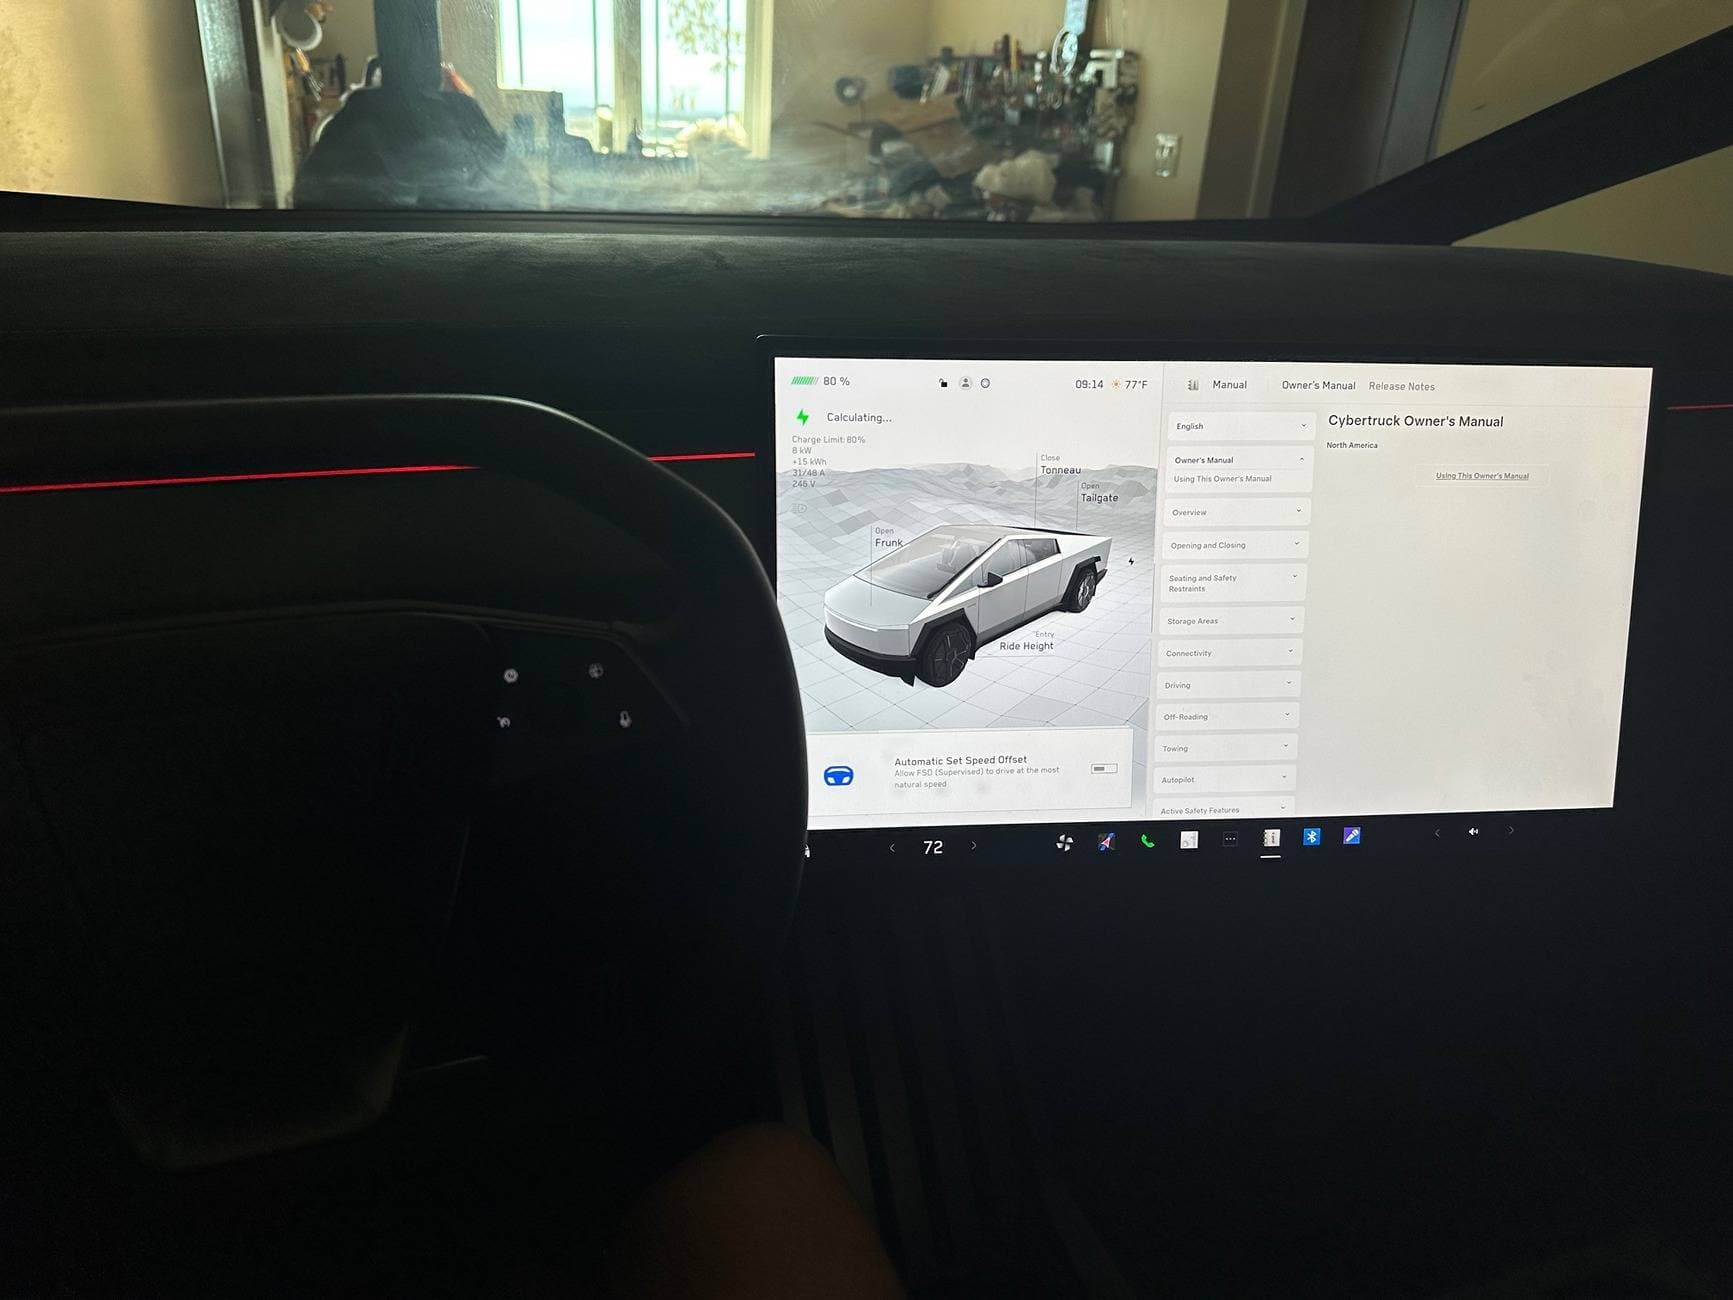 80 %
09:14
77°F
Calculating...
Charge Limit: 80%
8 kW
+15 kWh
31/48 A
246 V
Close
Tonneau
Open
Tailgate
Open
Frunk
Entry
Ride Height
Automatic Set Speed Offset
Allow FSD (Supervised) to drive at the most
natural speed
Manual
Owner's Manual
Release Notes
English
Owner's Manual
Using This Owner's Manual
Overview
Opening and Closing
Seating and Safety
Restraints
Storage Areas
Connectivity
Driving
Off-Roading
Towing
Autopilot
Active Safety Features
Cybertruck Owner's Manual
North America
Using This Owner's Manual
72